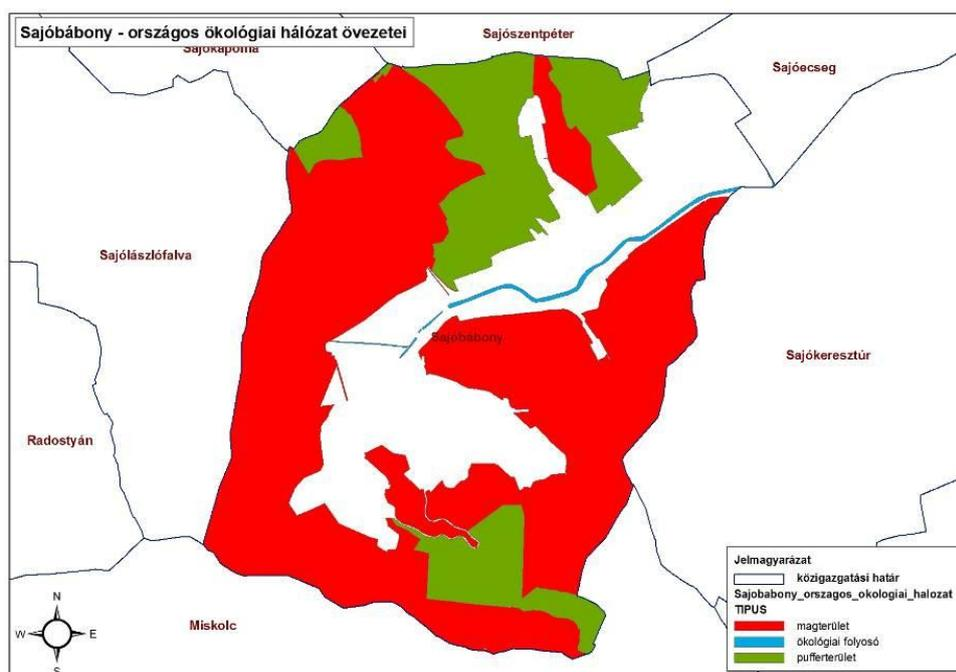 Sajóbábony - országos ökológiai hálózat övezetei
Sajókápolna
Sajószentpéter
Sajóecseg
Sajólászlófalva
Sajóbábony
Sajókeresztúr
Radostyán
Miskolc
N
W
E
S
Jelmagyarázat
közigazgatási határ
Sajobabony_orszagos_okologiai_halozat
TIPUS
magterület
ökológiai folyosó
pufferterület